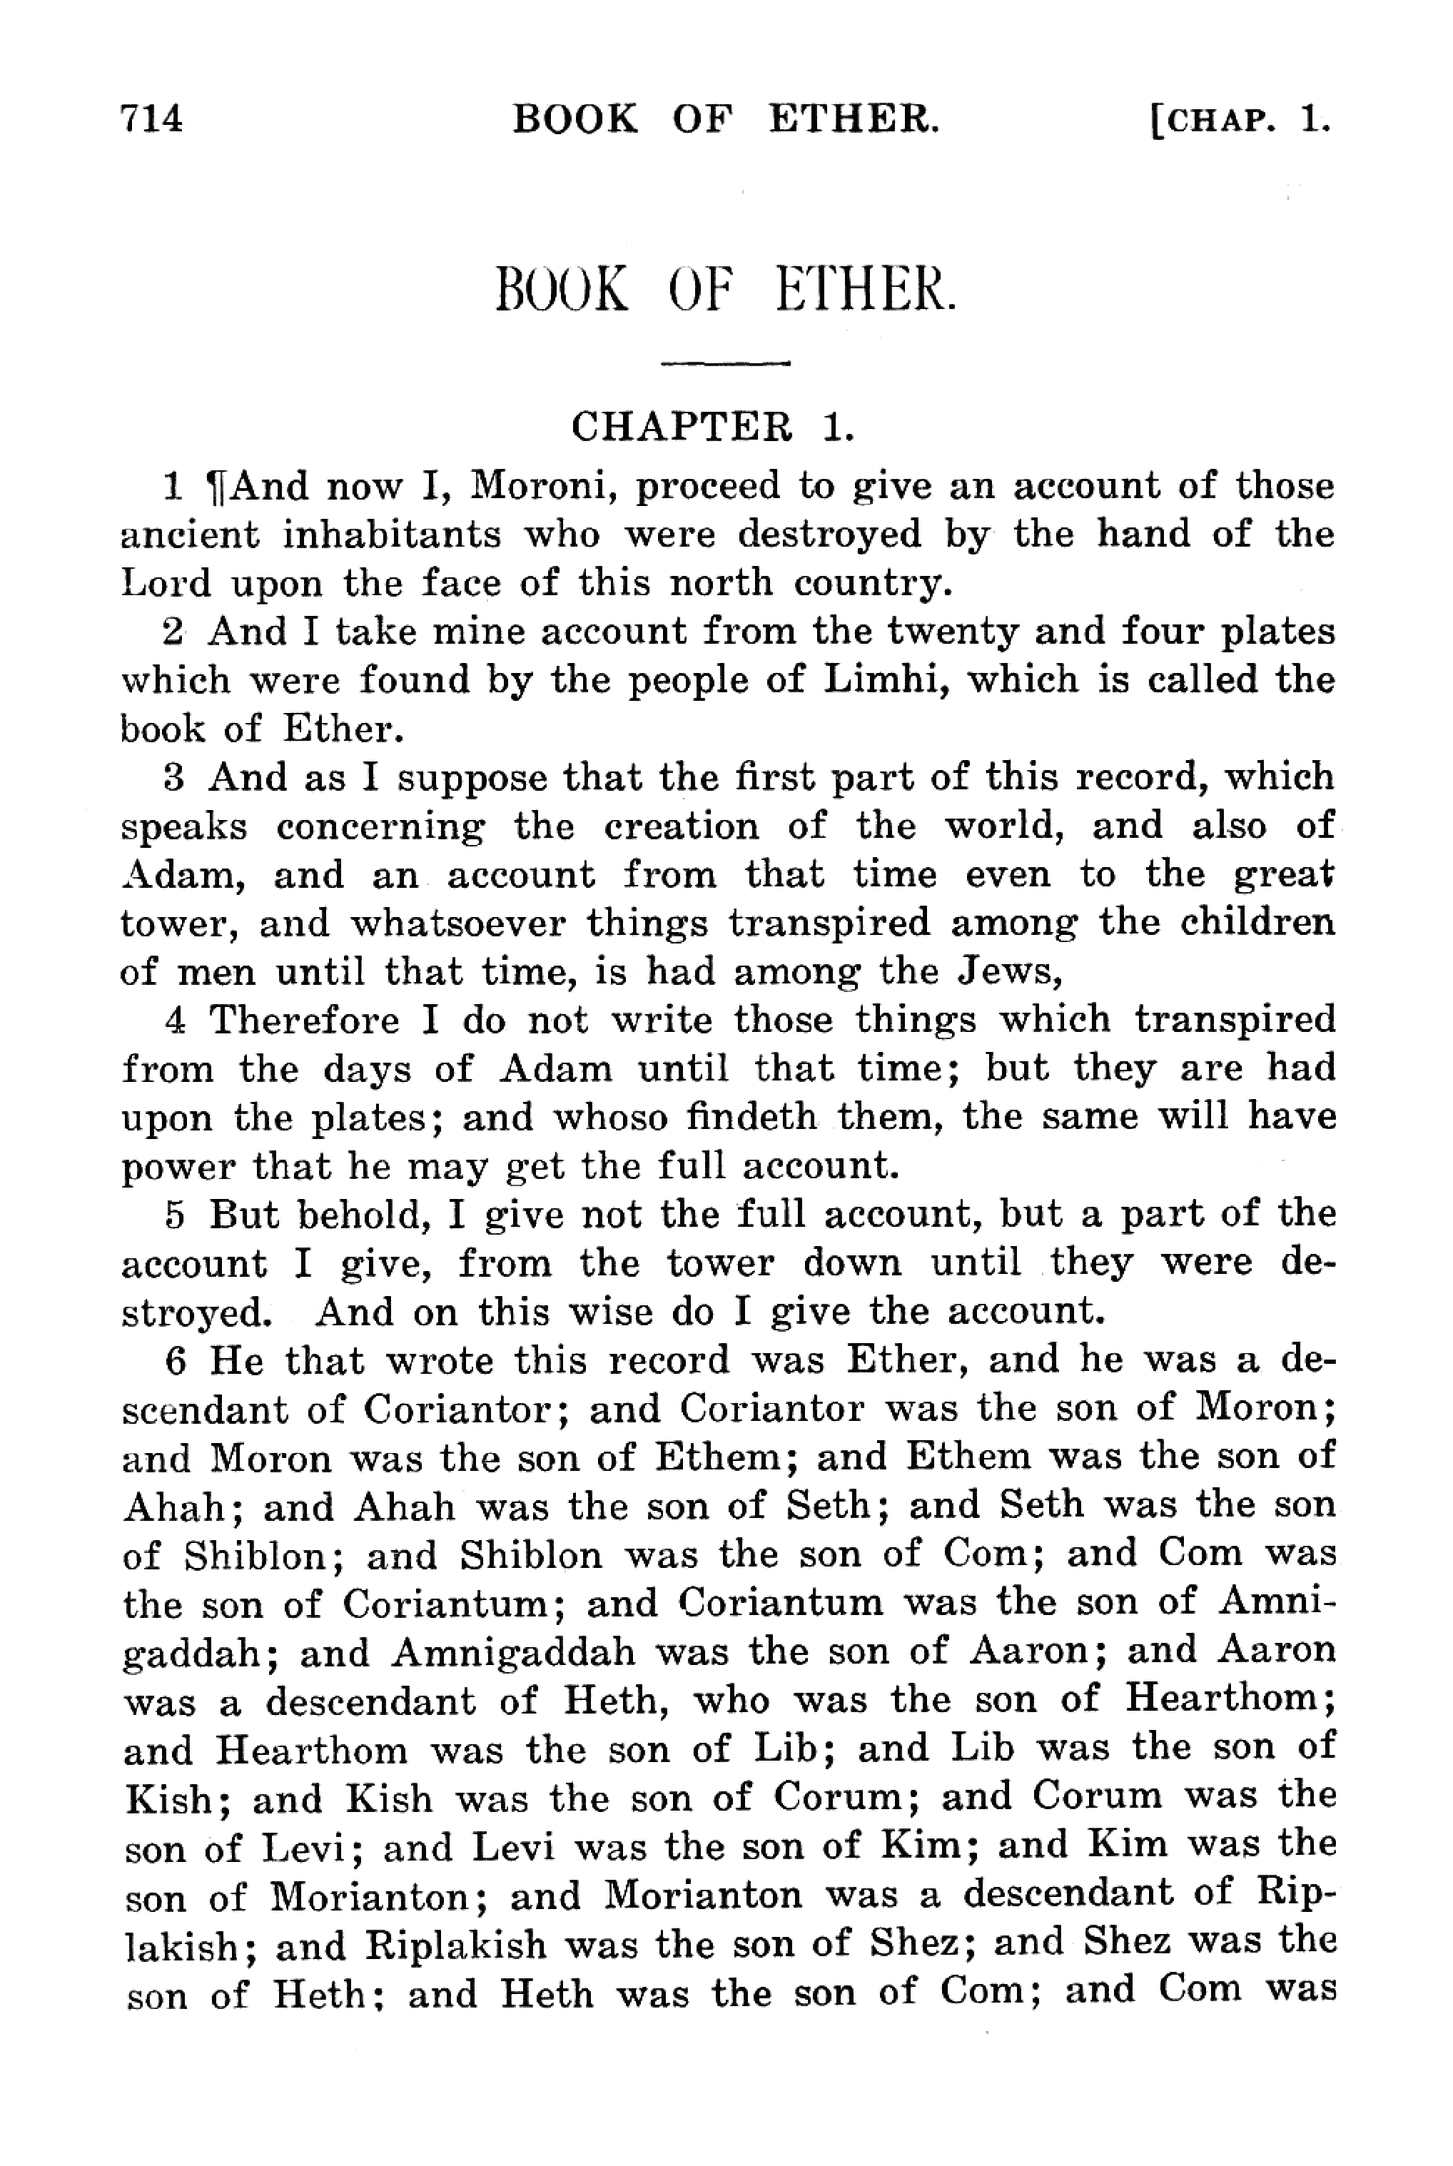 714 BOOK OF ETHER. [CHAP. 1.
BOOK OF ETHER.
CHAPTER 1.
1 ¶And now I, Moroni, proceed to give an account of those
ancient inhabitants who were destroyed by the hand of the
Lord upon the face of this north country.
2 And I take mine account from the twenty and four plates
which were found by the people of Limhi, which is called the
book of Ether.
3 And as I suppose that the first part of this record, which
speaks concerning the creation of the world, and also of
Adam, and an account from that time even to the great
tower, and whatsoever things transpired among the children
of men until that time, is had among the Jews,
4 Therefore I do not write those things which transpired
from the days of Adam until that time; but they are had
upon the plates; and whoso findeth them, the same will have
power that he may get the full account.
5 But behold, I give not the full account, but a part of the
account I give, from the tower down until they were de-
stroyed. And on this wise do I give the account.
6 He that wrote this record was Ether, and he was a de-
scendant of Coriantor; and Coriantor was the son of Moron;
and Moron was the son of Ethem; and Ethem was the son of
Ahah; and Ahah was the son of Seth; and Seth was the son
of Shiblon; and Shiblon was the son of Com; and Com was
the son of Coriantum; and Coriantum was the son of Amni-
gaddah; and Amnigaddah was the son of Aaron; and Aaron
was a descendant of Heth, who was the son of Hearthom;
and Hearthom was the son of Lib; and Lib was the son of
Kish; and Kish was the son of Corum; and Corum was the
son of Levi; and Levi was the son of Kim; and Kim was the
son of Morianton; and Morianton was a descendant of Rip-
lakish; and Riplakish was the son of Shez; and Shez was the
son of Heth; and Heth was the son of Com; and Com was